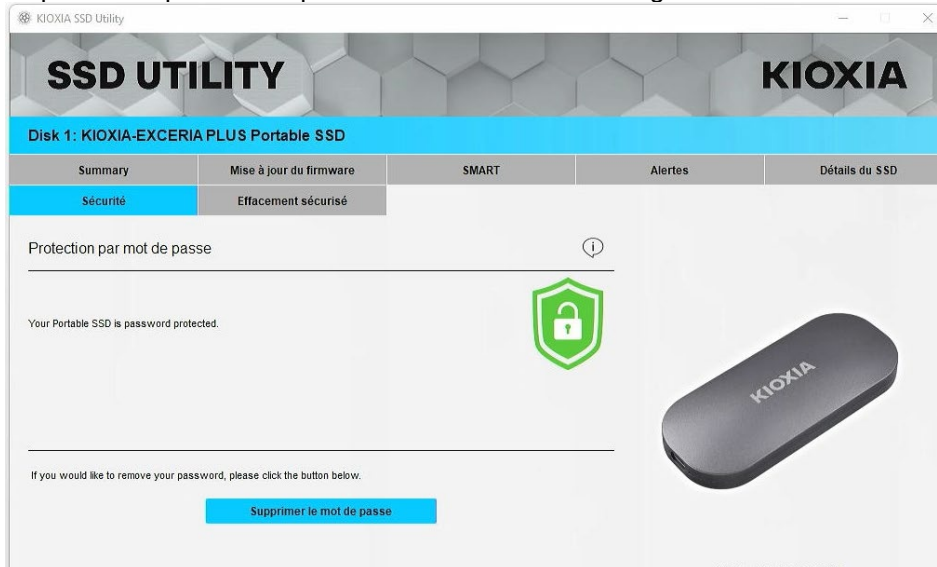 KIOXIA SSD Utility
SSD UTILITY
KIOXIA
Disk 1: KIOXIA-EXCERIA PLUS Portable SSD
Summary
Mise à jour du firmware
SMART
Alertes
Détails du SSD
Sécurité
Effacement sécurisé
Protection par mot de passe
Your Portable SSD is password protected.
KIOXIA
If you would like to remove your password, please click the button below.
Supprimer le mot de passe